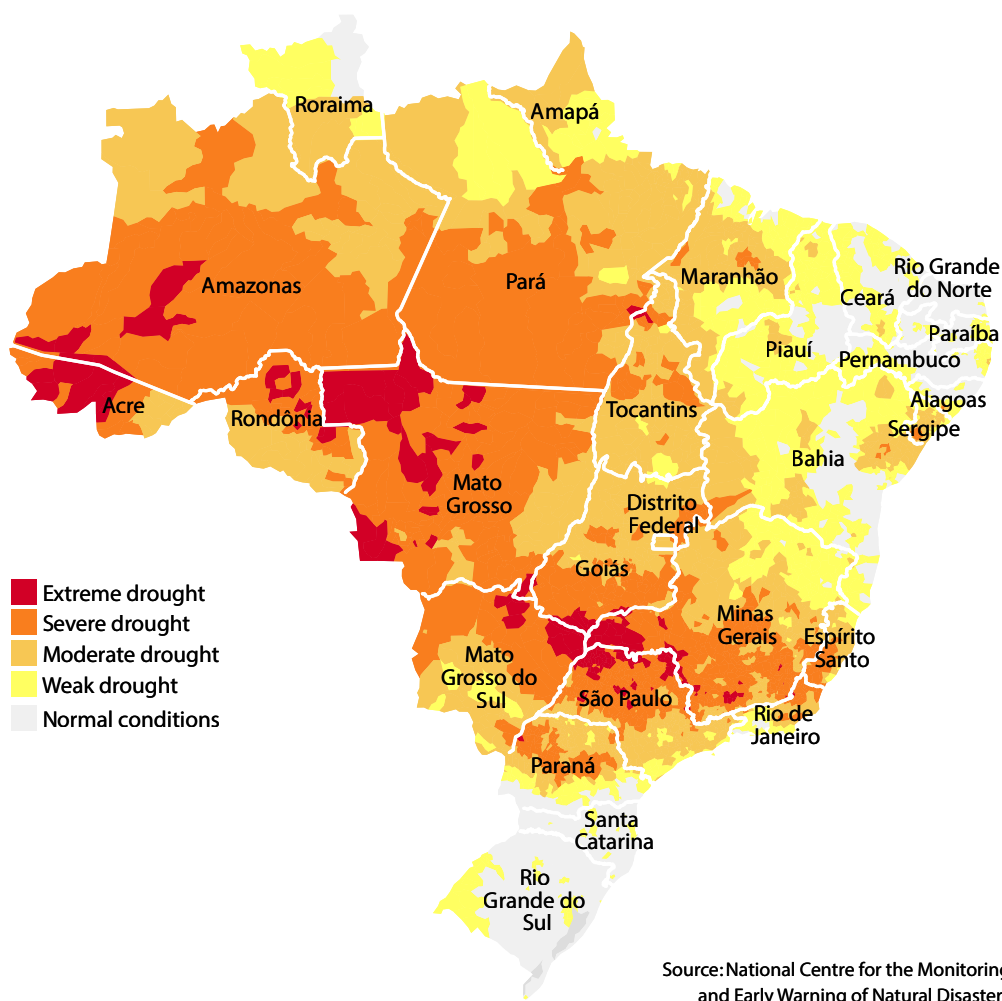 Roraima
Amapá
Amazonas
Pará
Maranhão
Rio Grande
do Norte
Ceará
Paraíba
Piauí
Pernambuco
Acre
Rondônia
Tocantins
Alagoas
Sergipe
Bahia
Mato
Grosso
Distrito
Federal
Goiás
Extreme drought
Severe drought
Moderate drought
Weak drought
Normal conditions
Minas
Gerais
Espírito
Santo
Mato
Grosso do
Sul
São Paulo
Rio de
Janeiro
Paraná
Santa
Catarina
Rio
Grande do
Sul
Source: National Centre for the Monitoring
and Early Warning of Natural Disaster